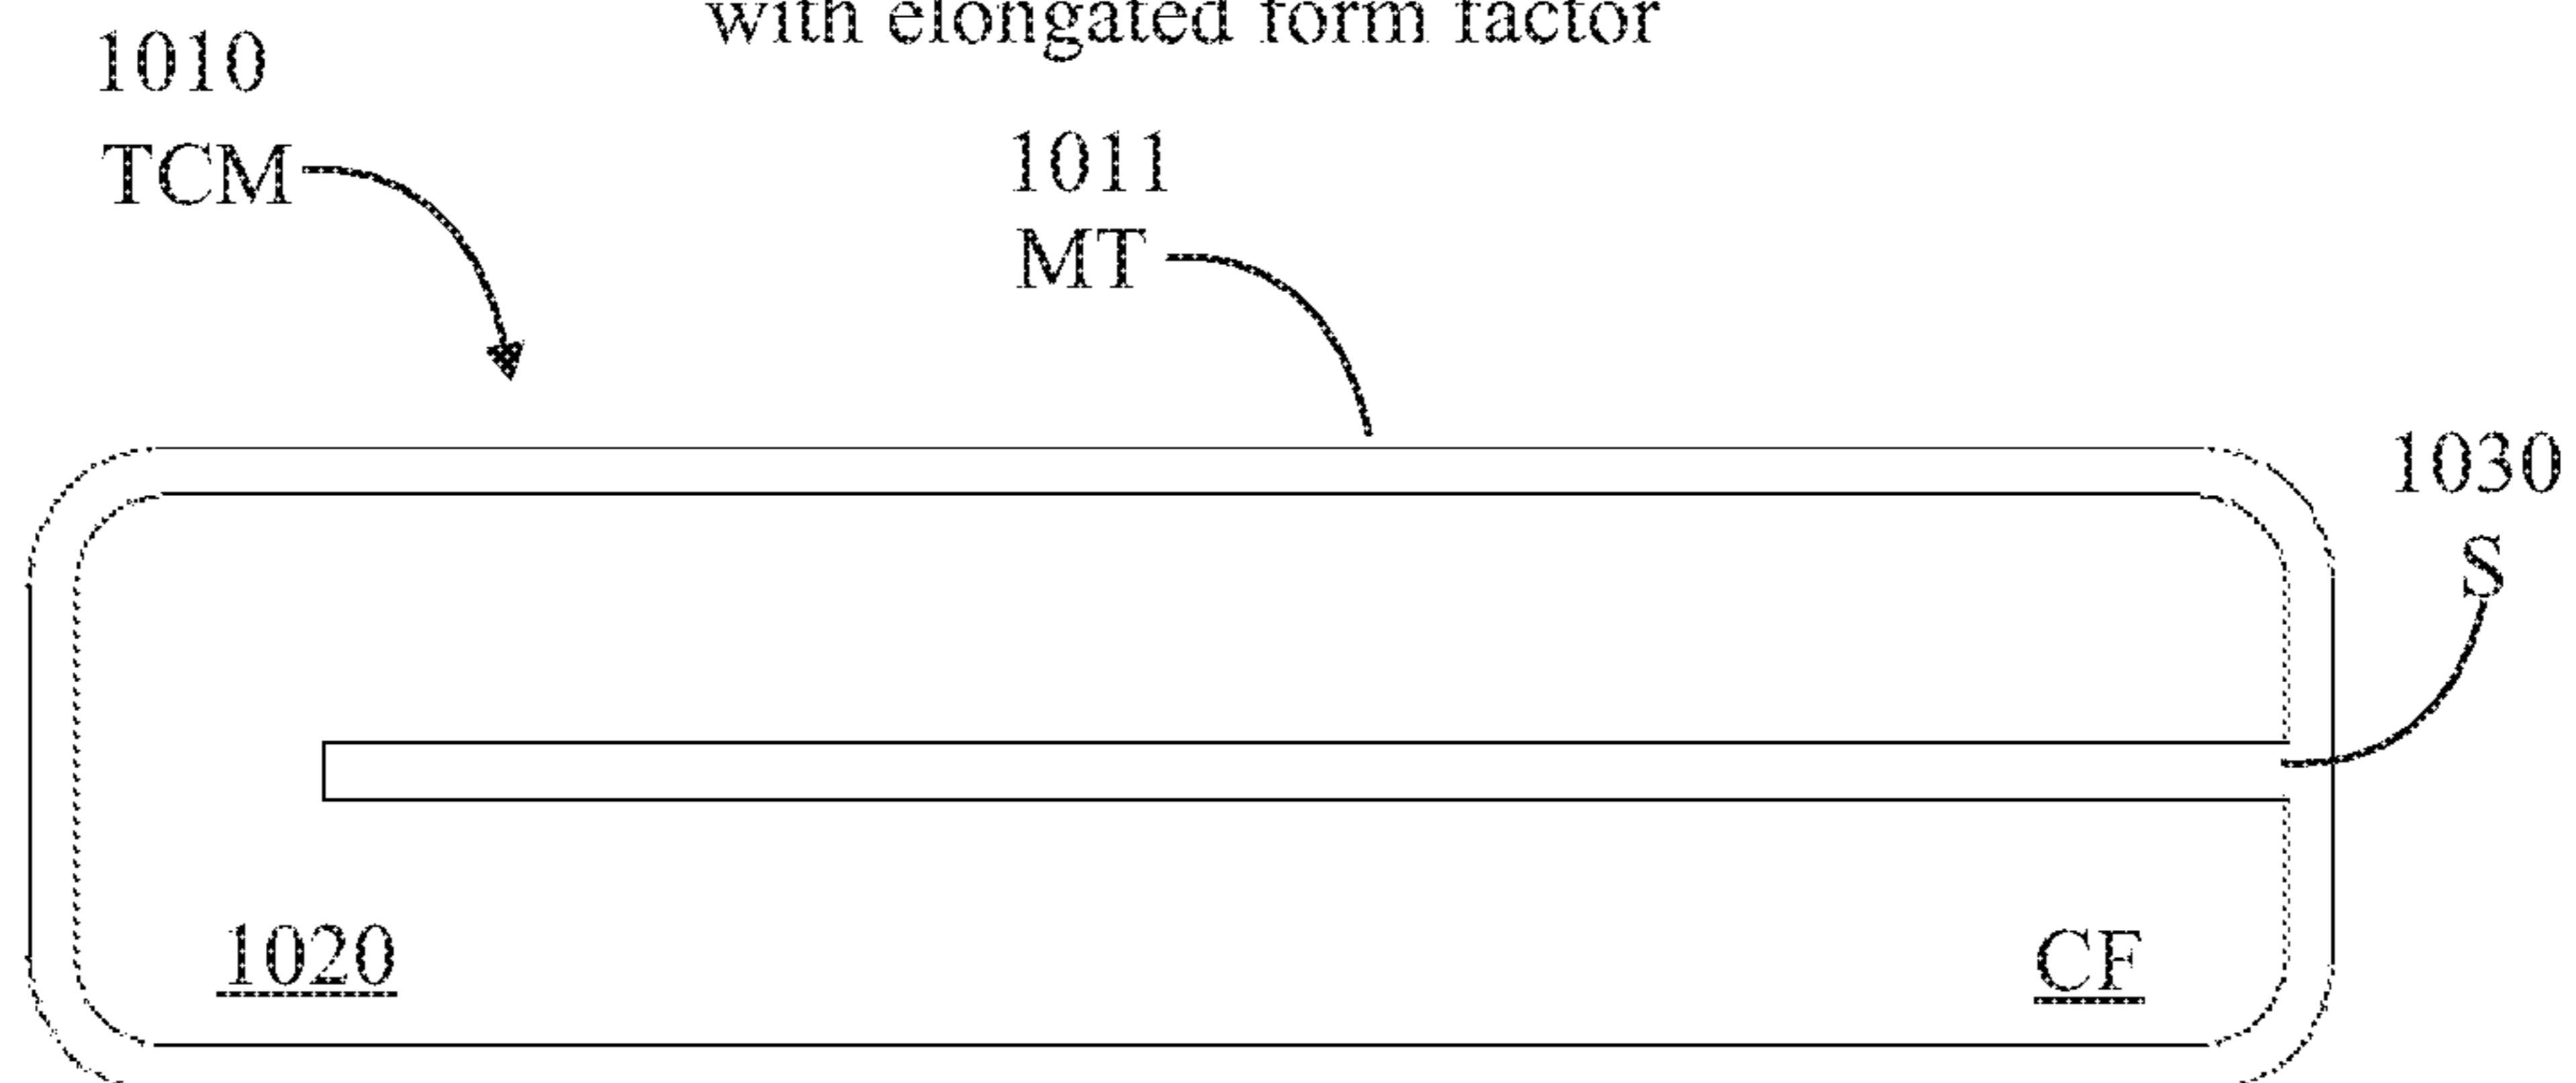 with elongated form factor
1010
TCM
1011
MT
1030
S
1020
CF